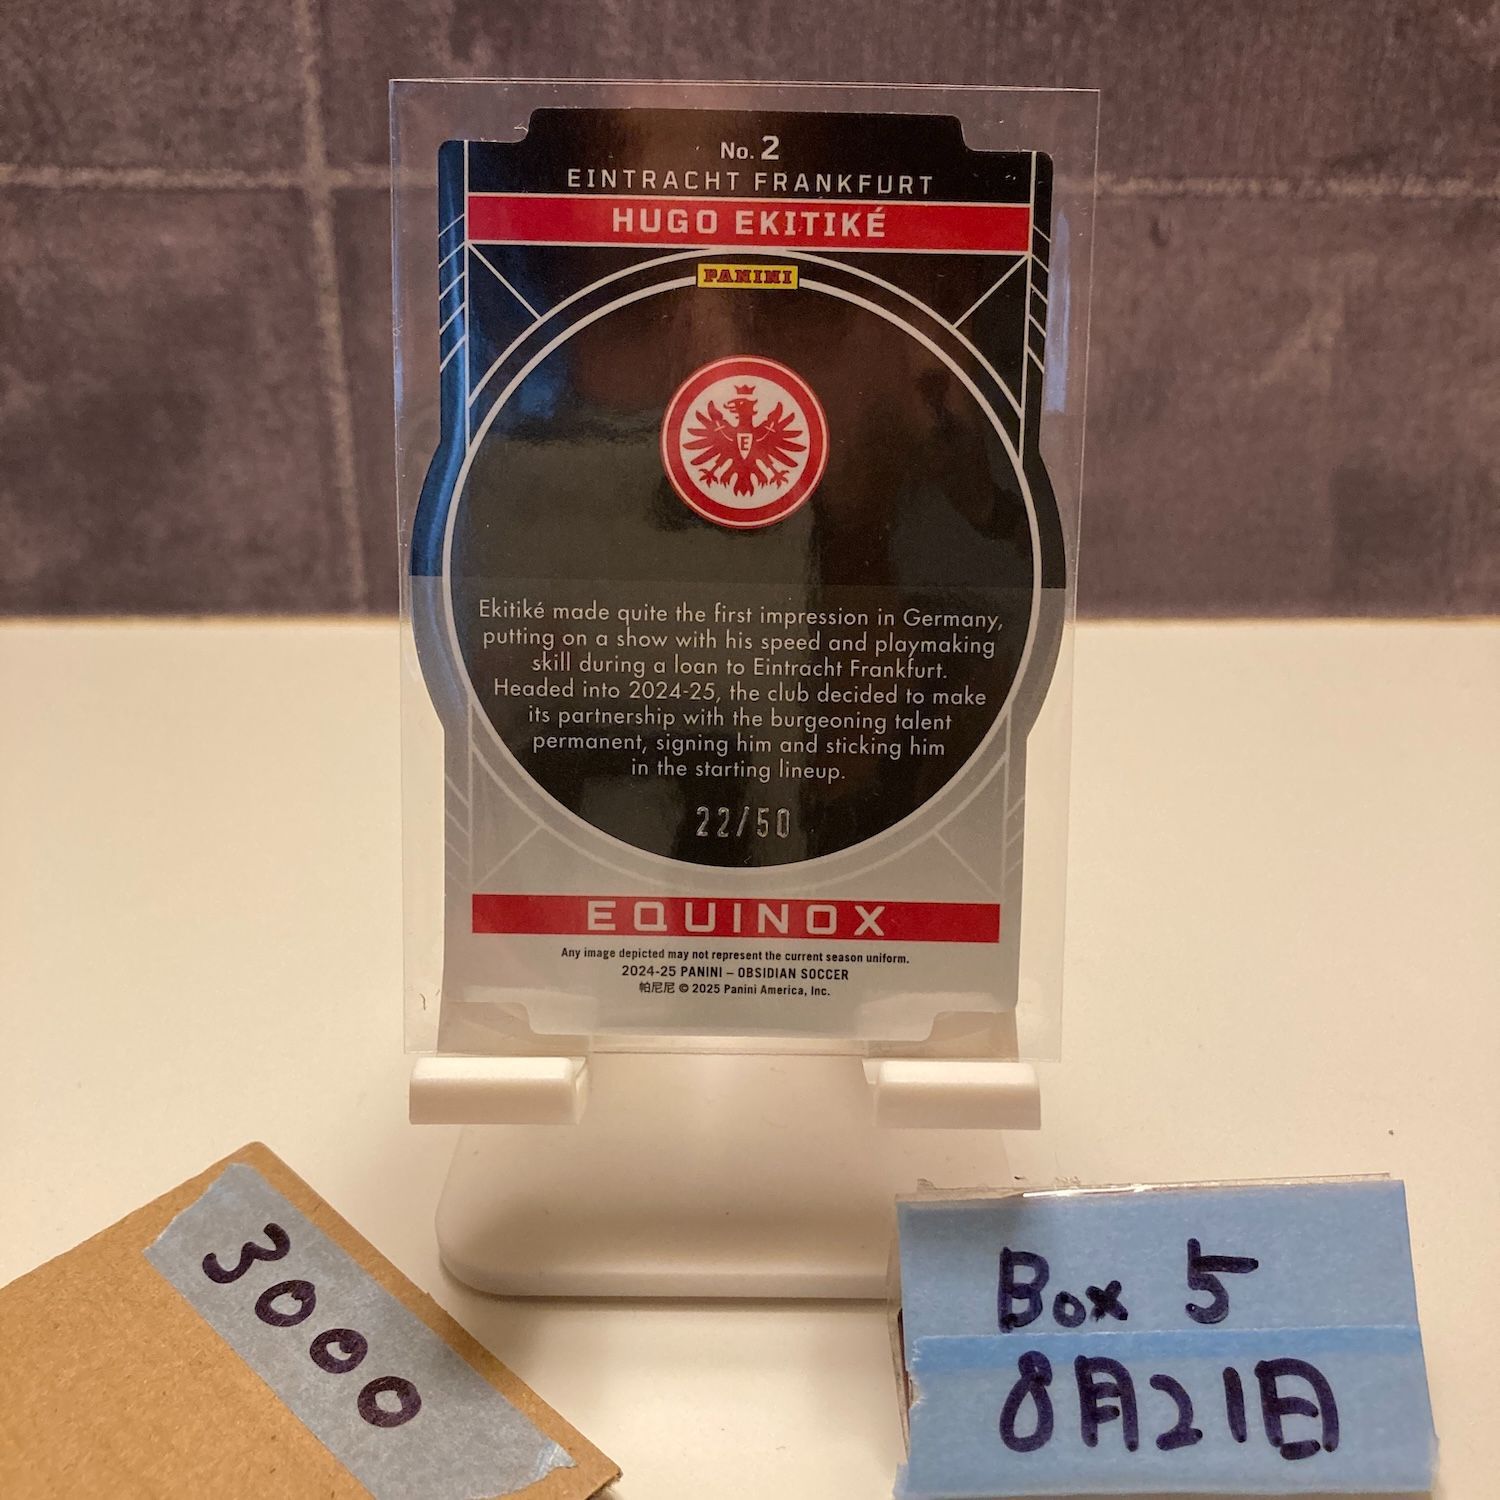 No. 2
EINTRACHT FRANKFURT
HUGO EKITIKÉ
PANINI
E
Ekitiké made quite the first impression in Germany,
putting on a show with his speed and playmaking
skill during a loan to Eintracht Frankfurt.
Headed into 2024-25, the club decided to make
its partnership with the burgeoning talent
permanent, signing him and sticking him
in the starting lineup.
22/50
EQUINOX
Any image depicted may not represent the current season uniform.
2024-25 PANINI – OBSIDIAN SOCCER
帕尼尼 © 2025 Panini America, Inc.
3000
Box 5
8月21日